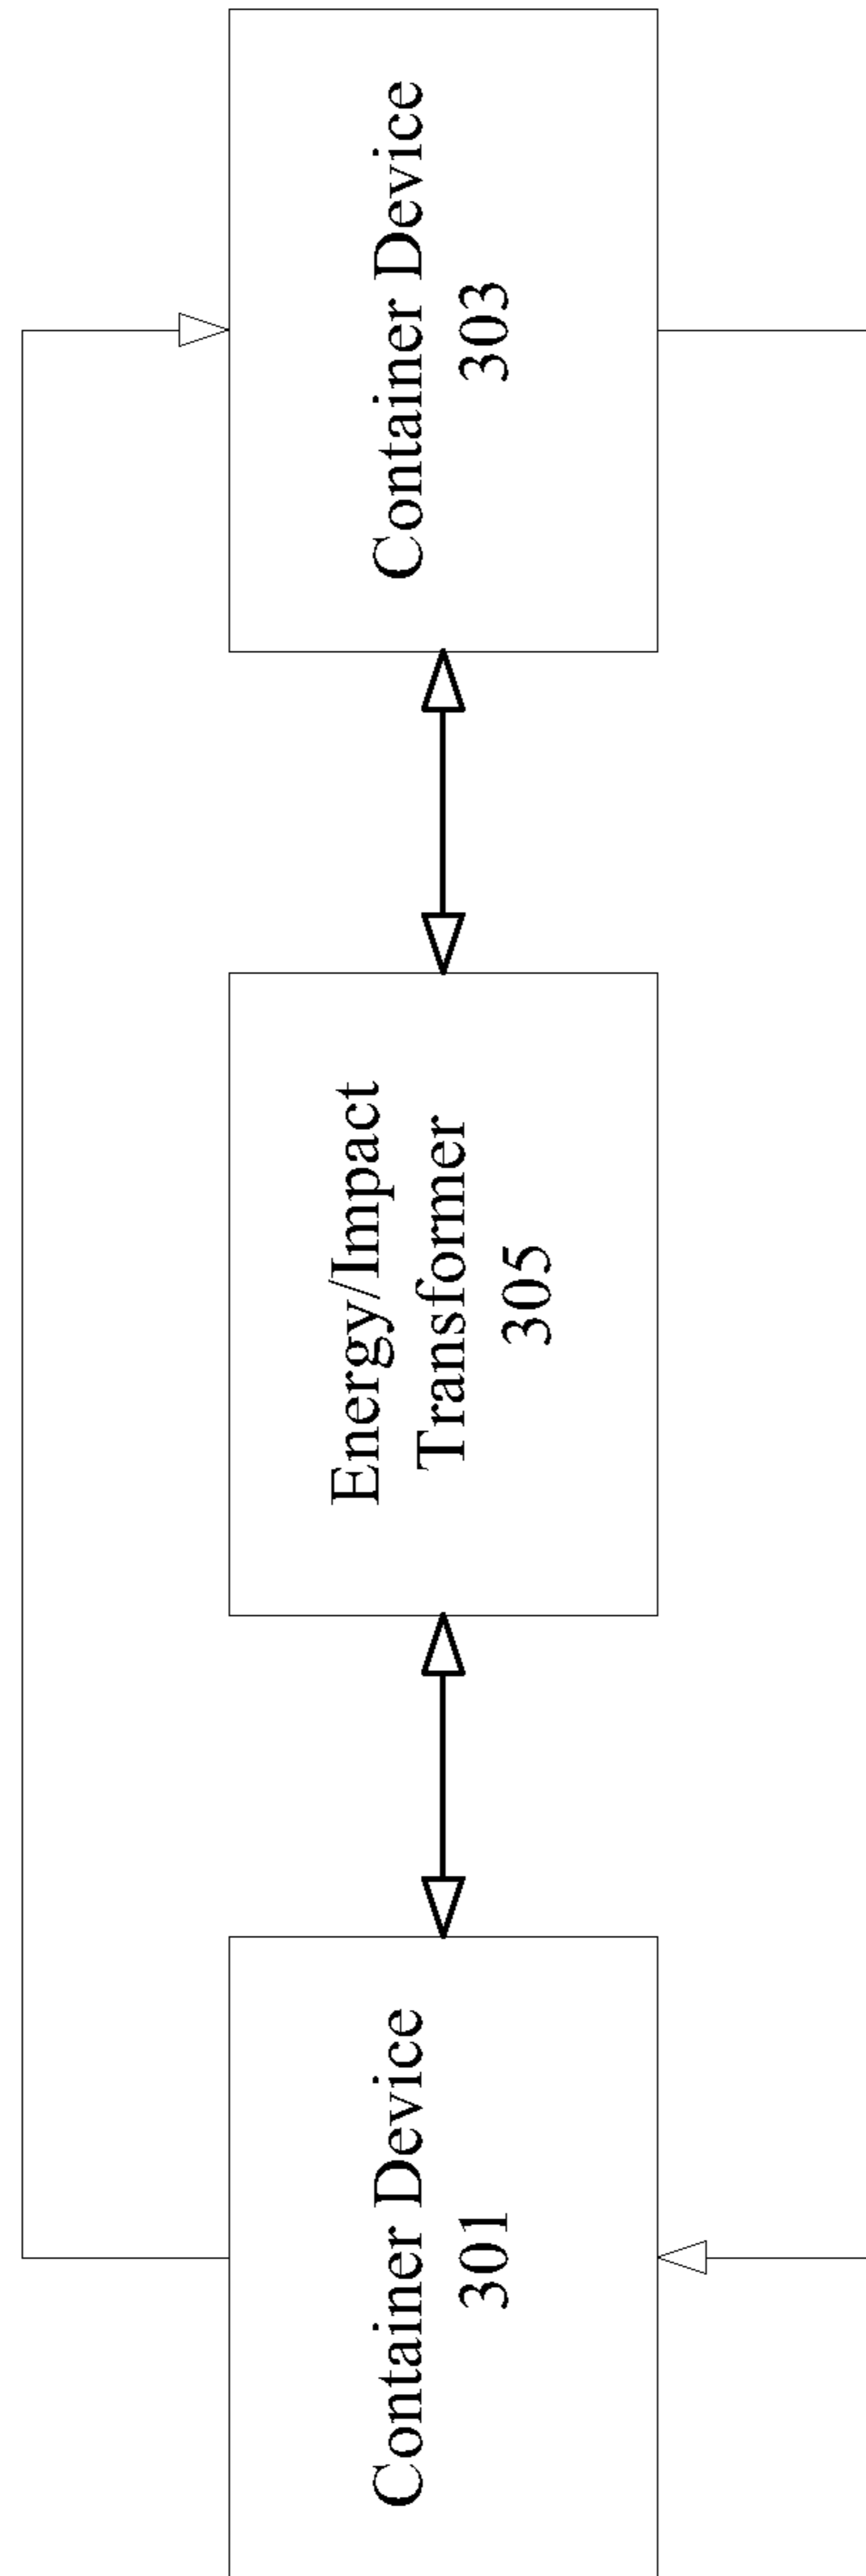 Container Device
301
Energy/Impact
Transformer
305
Container Device
303